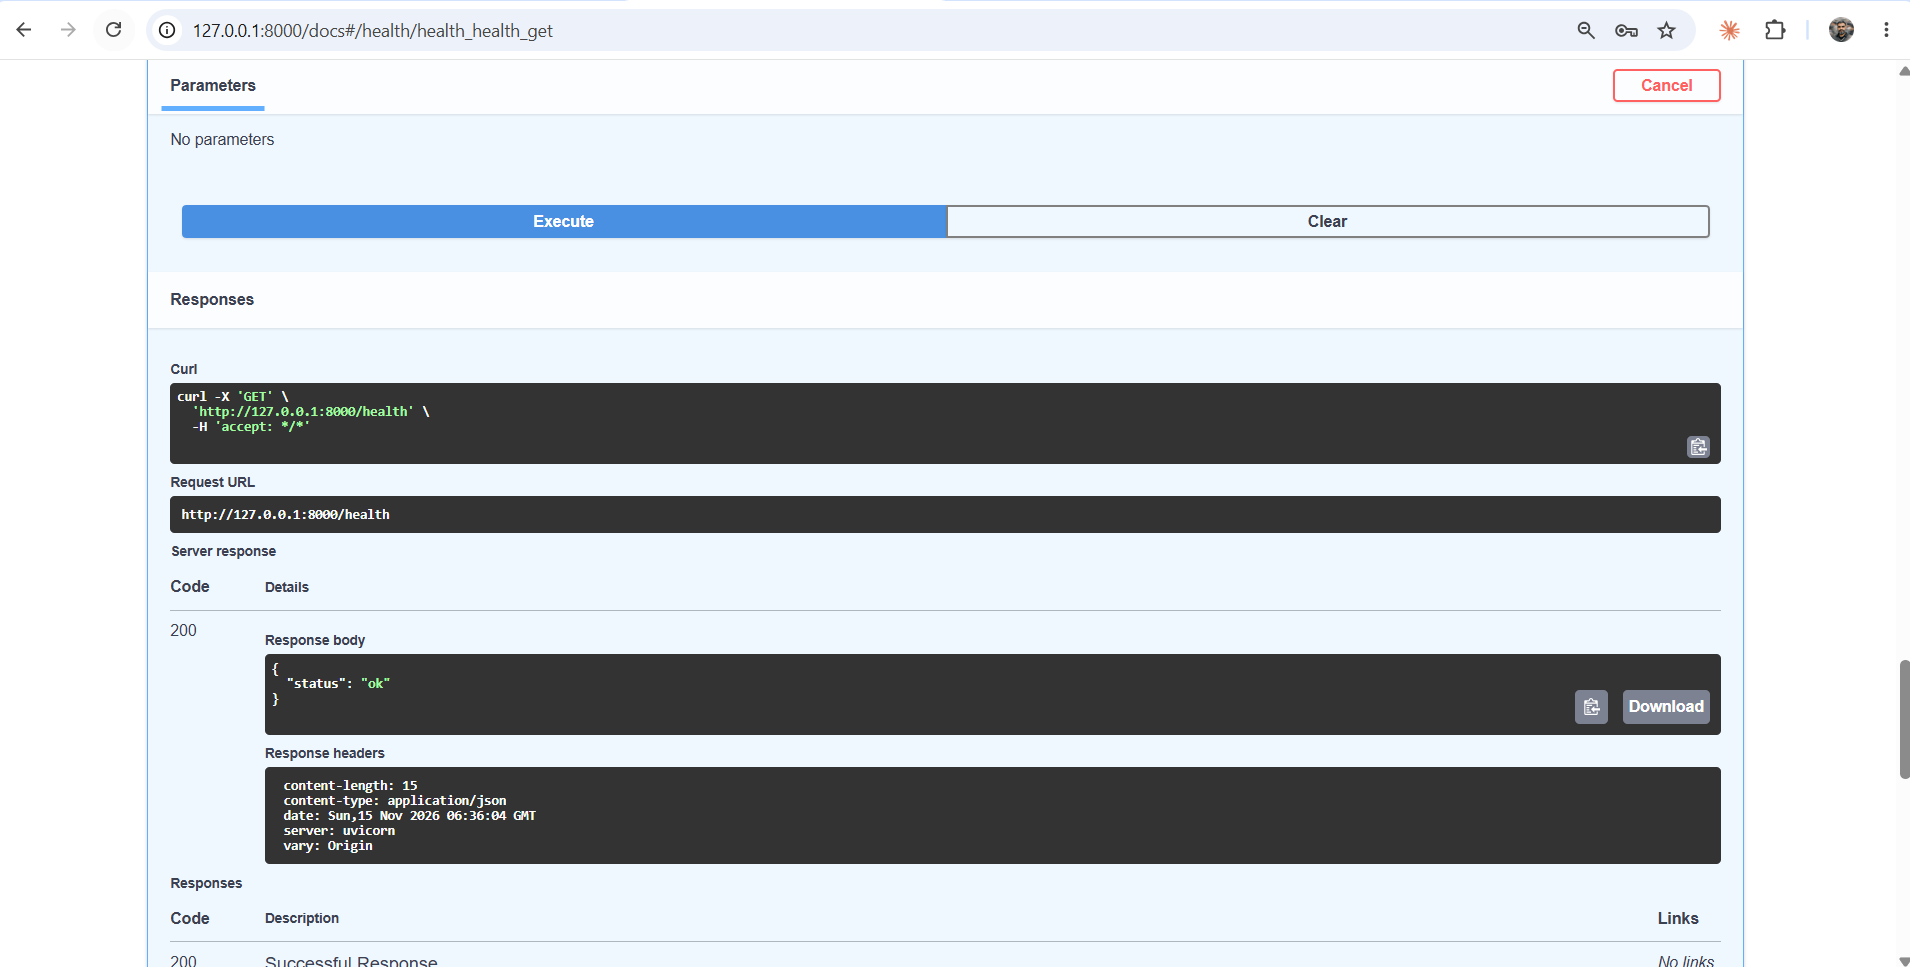 127.0.0.1:8000/docs#/health/health_health_get
Parameters
Cancel
No parameters
Execute
Clear
Responses
Curl
curl -X 'GET' \
'http://127.0.0.1:8000/health' \
-H 'accept: */*'
Request URL
http://127.0.0.1:8000/health
Server response
Code Details
200
Response body
{
"status": "ok"
}
Download
Response headers
content-length: 15
content-type: application/json
date: Sun,15 Nov 2026 06:36:04 GMT
server: uvicorn
vary: Origin
Responses
Code Description Links
200 Successful Response No links